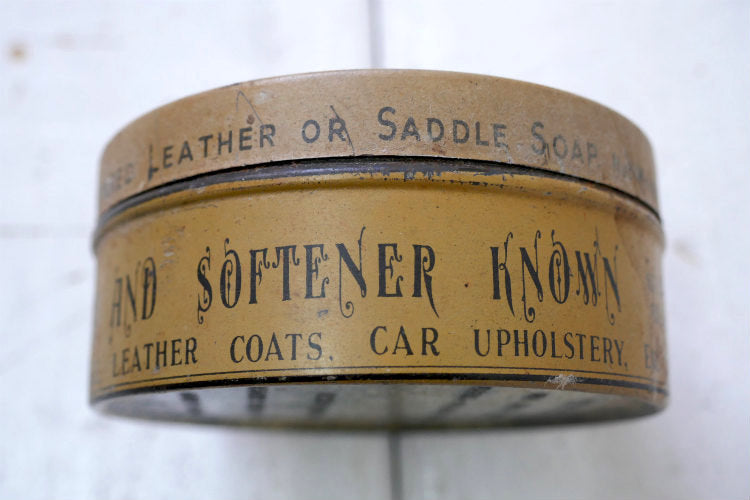 LEATHER OR SADDLE SOAP
AND SOFTENER KNOWN
LEATHER COATS. CAR UPHOLSTERY,